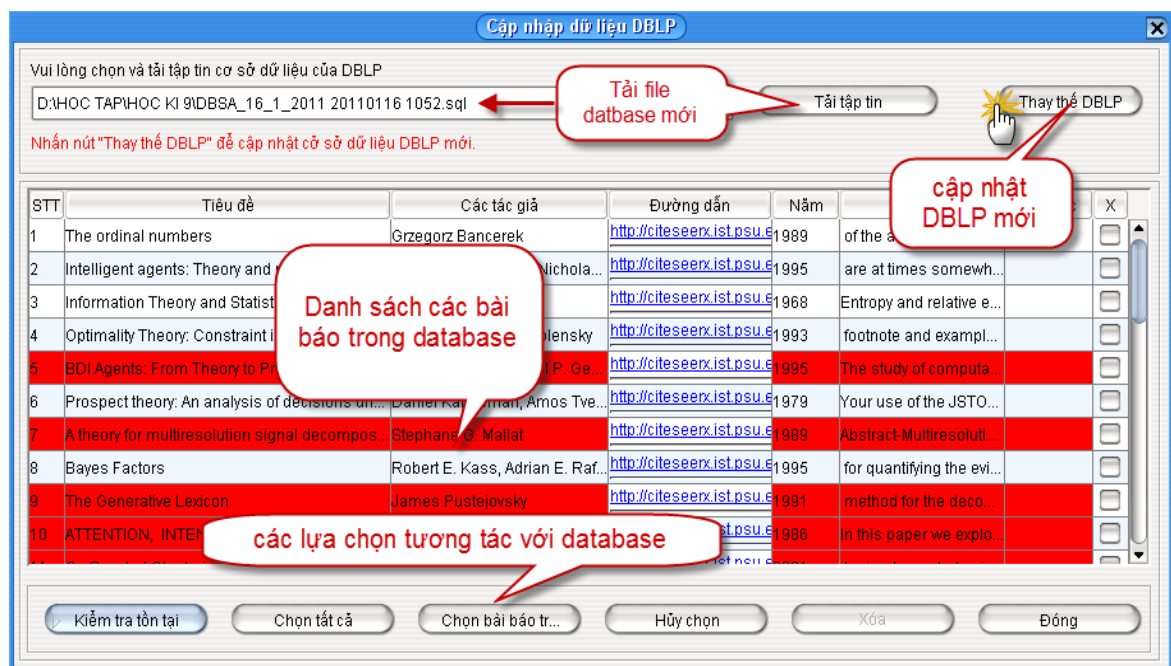 Cập nhập dữ liệu DBLP
Vui lòng chọn và tải tập tin cơ sở dữ liệu của DBLP
D:\HOC TAP\HOC KI 9\DBSA_16_1_2011 20110116 1052.sql
Tải file
datbase mới
Tải tập tin
Thay thế DBLP
Nhấn nút "Thay thế DBLP" để cập nhật cở sở dữ liệu DBLP mới.
cập nhật
DBLP mới
STT Tiêu đề Các tác giả Đường dẫn Năm X
1 The ordinal numbers Grzegorz Bancerek http://citeseerx.ist.psu.e 1989 of the a
2 Intelligent agents: Theory and Nichola... http://citeseerx.ist.psu.e 1995 are at times somewh...
3 Information Theory and Statist http://citeseerx.ist.psu.e 1968 Entropy and relative e...
Danh sách các bài
báo trong database
4 Optimality Theory: Constraint i lensky http://citeseerx.ist.psu.e 1993 footnote and exampl...
5 BDI Agents: From Theory to Pr l P. Ge... http://citeseerx.ist.psu.e 1995 The study of computa...
6 Prospect theory: An analysis of decisions un... Daniel Ka man, Amos Tve... http://citeseerx.ist.psu.e 1979 Your use of the JSTO...
7 A theory for multiresolution signal decompos... Stephane G. Mallat http://citeseerx.ist.psu.e 1989 Abstract-Multiresoluti...
8 Bayes Factors Robert E. Kass, Adrian E. Raf... http://citeseerx.ist.psu.e 1995 for quantifying the evi...
9 The Generative Lexicon James Pustejovsky http://citeseerx.ist.psu.e 1991 method for the deco...
10 ATTENTION, INTEN st.psu.e 1986 In this paper we explo...
các lựa chọn tương tác với database
Kiểm tra tồn tại Chọn tất cả Chọn bài báo tr... Hủy chọn Xóa Đóng